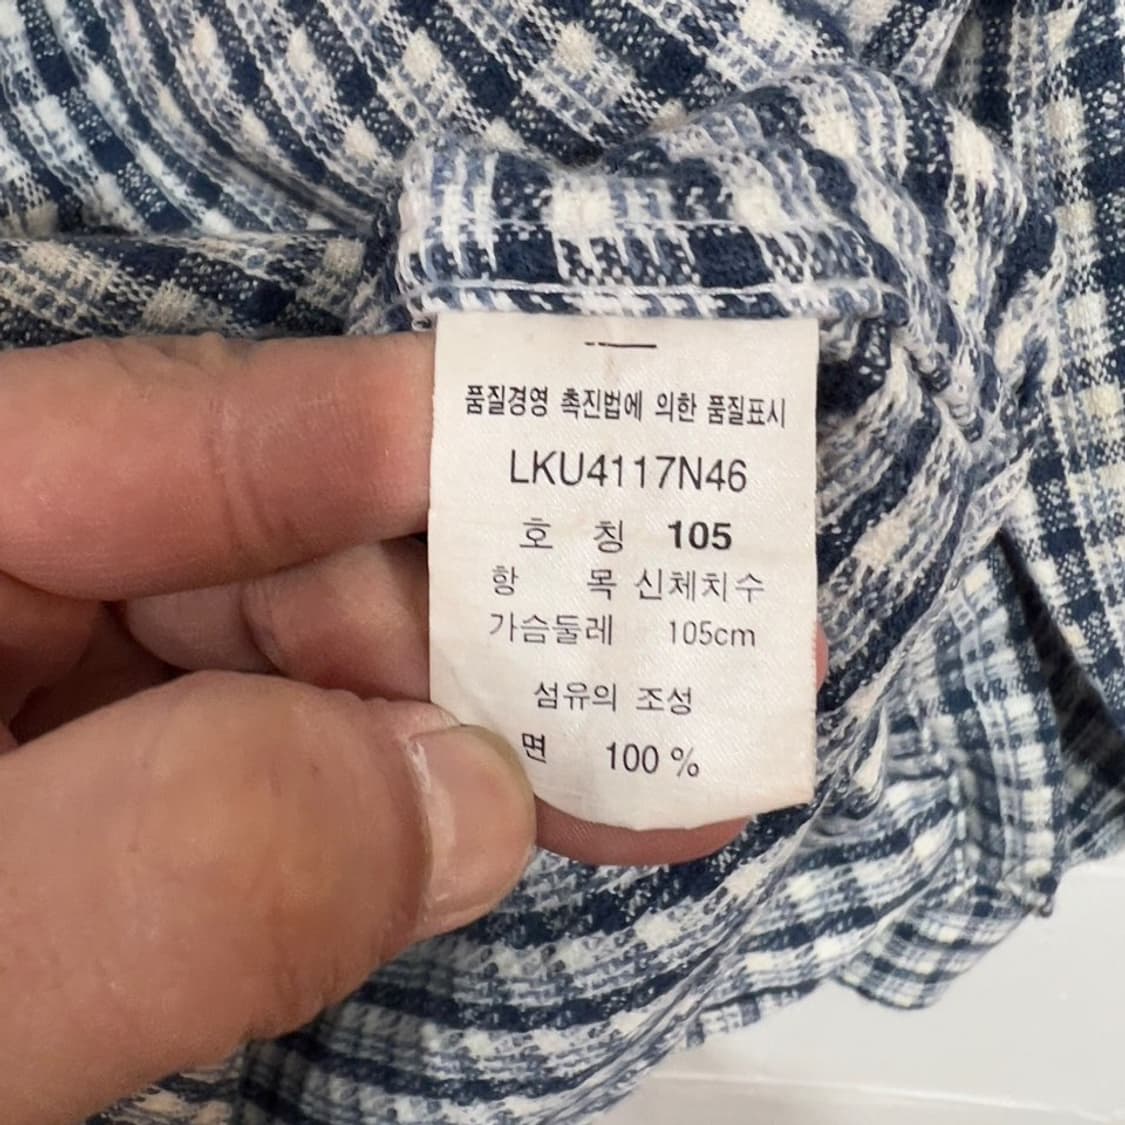 품질경영 촉진법에 의한 품질표시
LKU4117N46
호 칭 105
항 목 신체치수
가슴둘레 105cm
섬유의 조성
면 100 %